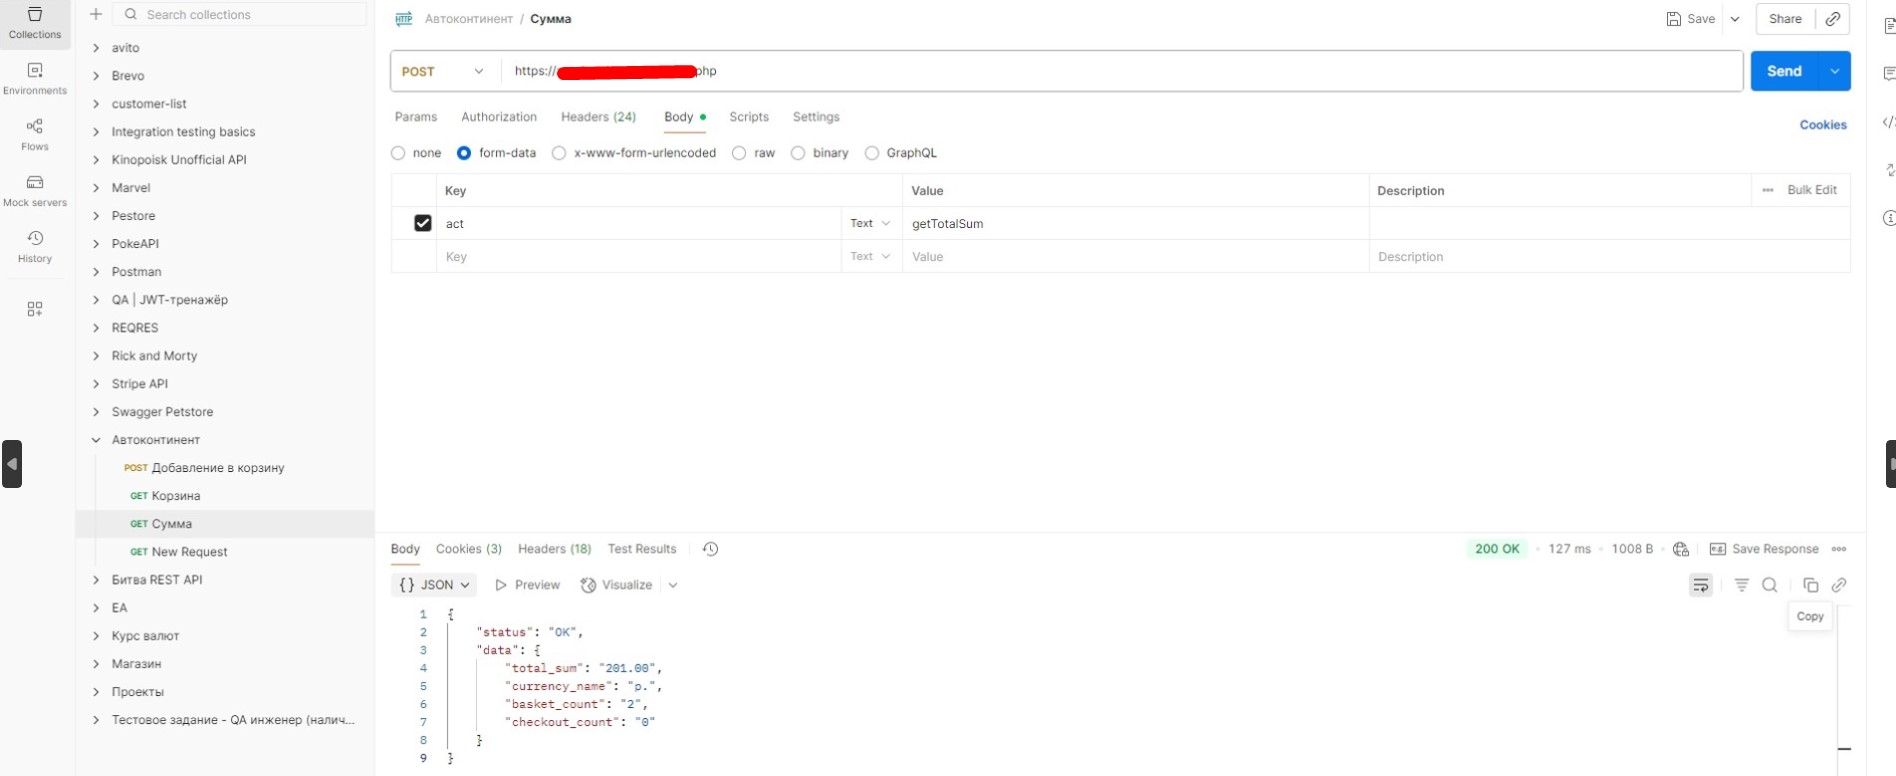 Collections
Environments
Flows
Mock servers
History
Search collections
avito
Brevo
customer-list
Integration testing basics
Kinopoisk Unofficial API
Marvel
Pestore
PokeAPI
Postman
QA | JWT-тренажёр
REQRES
Rick and Morty
Stripe API
Swagger Petstore
Автоконтинент
POST Добавление в корзину
GET Корзина
GET Сумма
GET New Request
Битва REST API
EA
Курс валют
Магазин
Проекты
Тестовое задание - QA инженер (налич...
HTTP Автоконтинент / Сумма
Save Share
POST https:// php Send
Params Authorization Headers (24) Body Scripts Settings Cookies
none form-data x-www-form-urlencoded raw binary GraphQL
Key Value Description ••• Bulk Edit
act Text getTotalSum
Key Text Value Description
Body Cookies (3) Headers (18) Test Results 200 OK • 127 ms • 1008 B Save Response
{} JSON Preview Visualize
Copy
1 {
2 "status": "OK",
3 "data": {
4 "total_sum": "201.00",
5 "currency_name": "р.",
6 "basket_count": "2",
7 "checkout_count": "0"
8 }
9 }